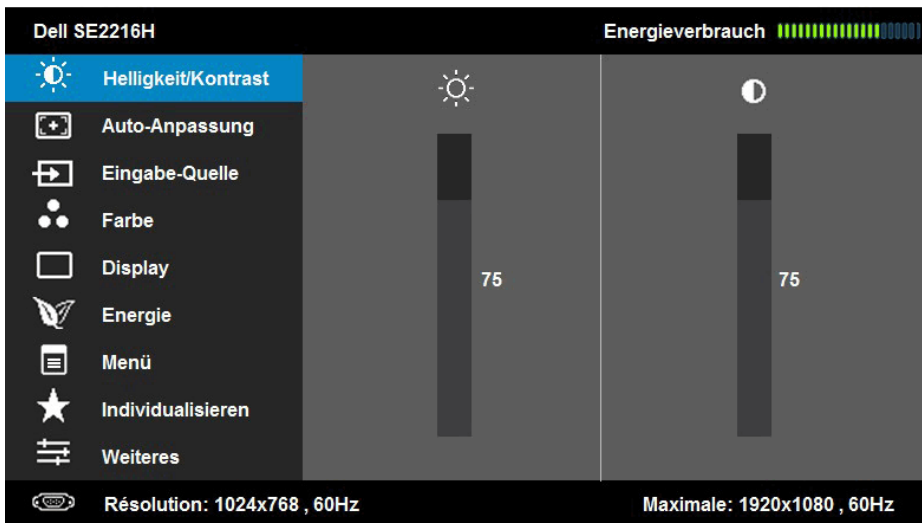 Dell SE2216H
Energieverbrauch
Helligkeit/Kontrast
Auto-Anpassung
Eingabe-Quelle
Farbe
Display
Energie
Menü
Individualisieren
Weiteres
75
75
Résolution: 1024x768 , 60Hz
Maximale: 1920x1080 , 60Hz